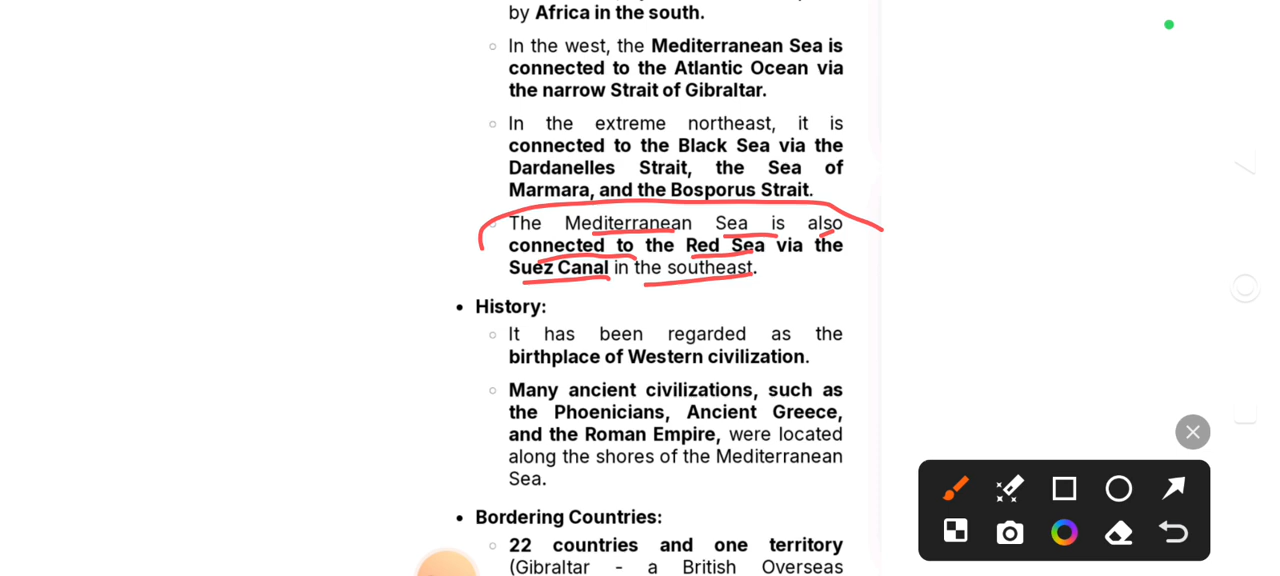 by Africa in the south.
In the west, the Mediterranean Sea is
connected to the Atlantic Ocean via
the narrow Strait of Gibraltar.
In the extreme northeast, it is
connected to the Black Sea via the
Dardanelles Strait, the Sea of
Marmara, and the Bosporus Strait.
The Mediterranean Sea is also
connected to the Red Sea via the
Suez Canal in the southeast.
History:
It has been regarded as the
birthplace of Western civilization.
Many ancient civilizations, such as
the Phoenicians, Ancient Greece,
and the Roman Empire, were located
along the shores of the Mediterranean
Sea.
Bordering Countries:
22 countries and one territory
(Gibraltar - a British Overseas